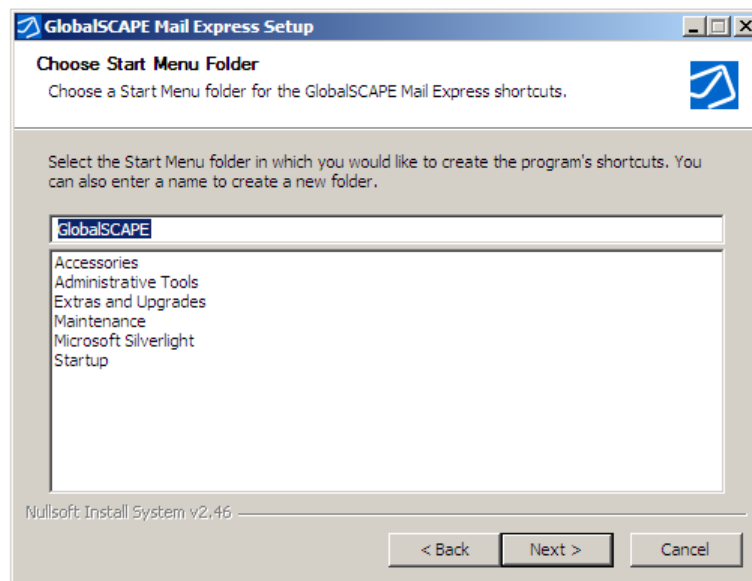 GlobalSCAPE Mail Express Setup
Choose Start Menu Folder
Choose a Start Menu folder for the GlobalSCAPE Mail Express shortcuts.
Select the Start Menu folder in which you would like to create the program's shortcuts. You
can also enter a name to create a new folder.
GlobalSCAPE
Accessories
Administrative Tools
Extras and Upgrades
Maintenance
Microsoft Silverlight
Startup
Nullsoft Install System v2.46
< Back Next > Cancel